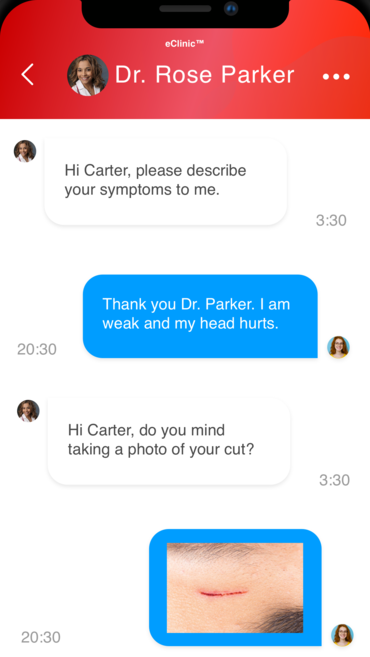 eClinic™
Dr. Rose Parker
Hi Carter, please describe
your symptoms to me.
3:30
Thank you Dr. Parker. I am
weak and my head hurts.
20:30
Hi Carter, do you mind
taking a photo of your cut?
3:30
20:30